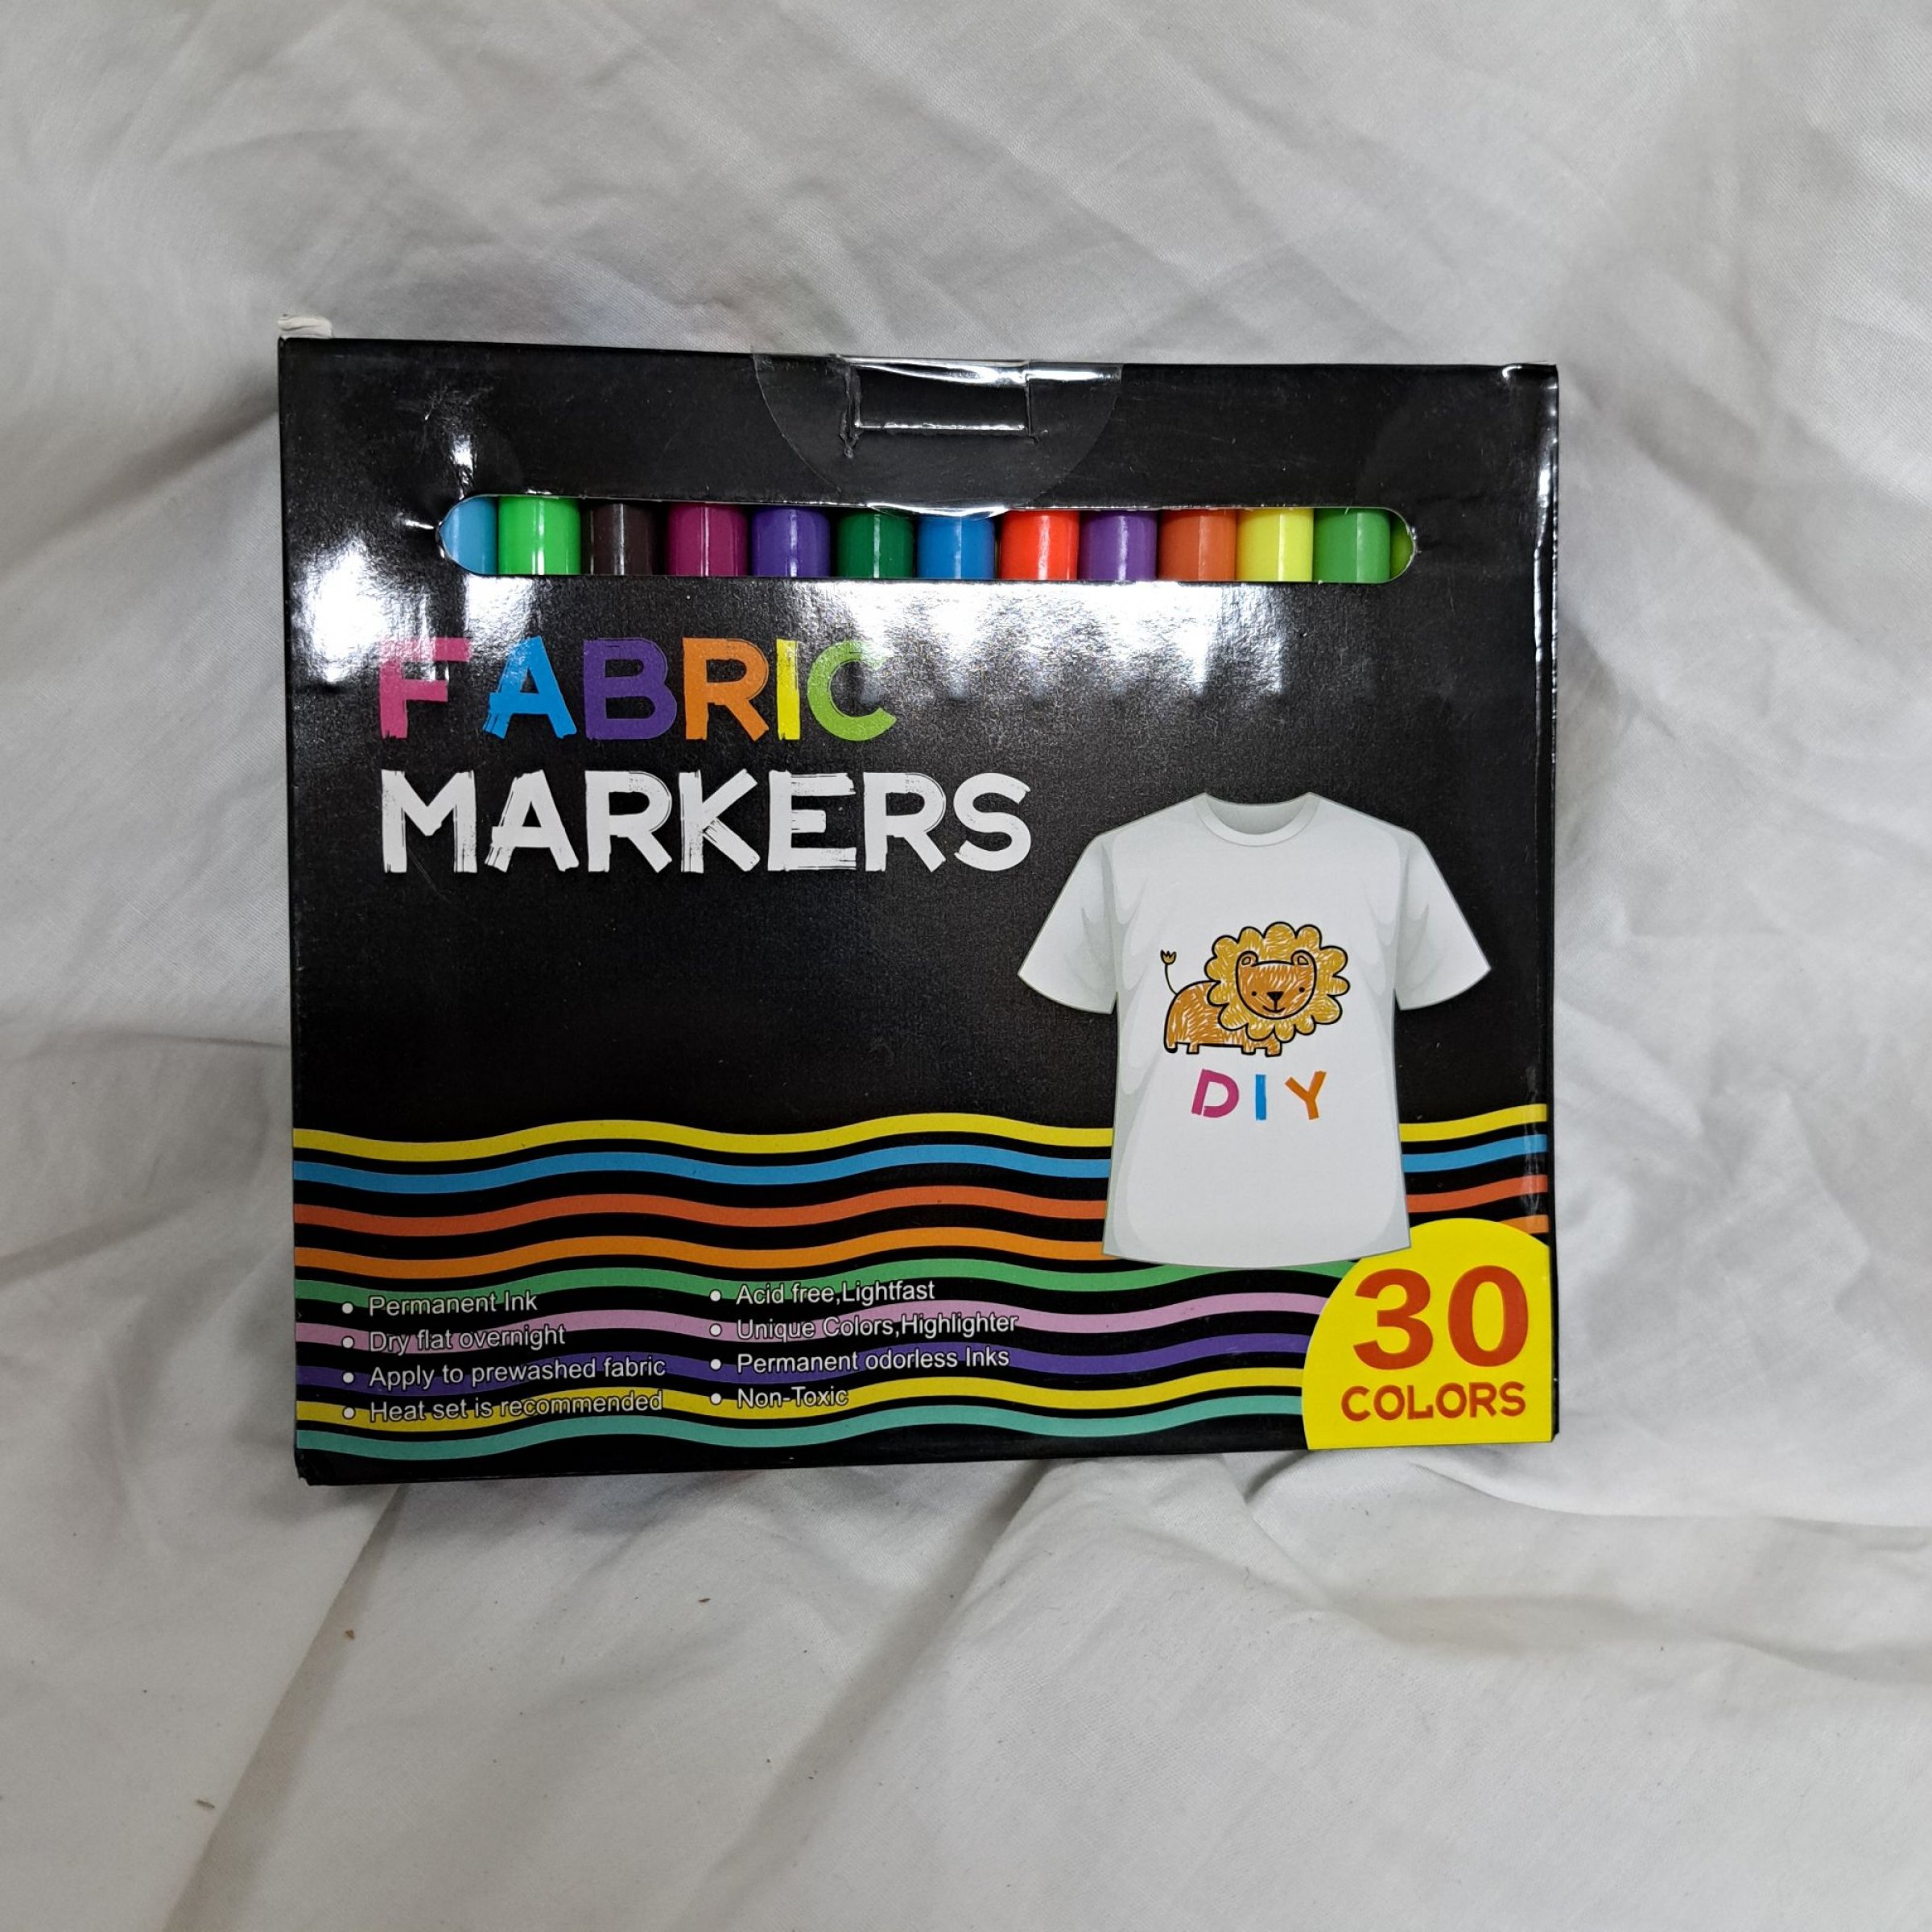 FABRIC
MARKERS
DIY
Permanent Ink
Dry flat overnight
Apply to prewashed fabric
Heat set is recommended
Acid free,Lightfast
Unique Colors,Highlighter
Permanent odorless Inks
Non-Toxic
30
COLORS